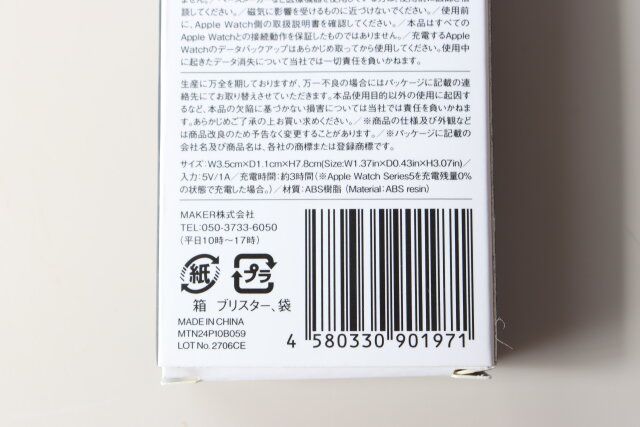 談してください。／磁気に影響を受けるものに近づけないでください。／使用前
に、Apple Watch側の取扱説明書を確認してください。／本品はすべての
Apple Watchとの接続動作を保証したものではありません。／充電するApple
Watchのデータバックアップはあらかじめ取ってから使用してください。使用中
に起きたデータ消失について当社では一切責任を負いかねます。
生産に万全を期しておりますが、万一不良の場合にはパッケージに記載の連
絡先にてお取り替えさせていただきます。本品使用目的以外の使用に起因す
るなど、本品の欠陥に基づかない損害については当社では責任を負いかねま
す。あらかじめご了承の上お買い求めください。／※商品の仕様及び外観など
は商品改良のため予告なく変更することがあります。／※パッケージに記載の
会社名及び商品名は、各社の商標または登録商標です。
サイズ:W3.5cm×D1.1cm×H7.8cm(Size:W1.37in×D0.43in×H3.07in)／
入力:5V/1A／充電時間:約3時間(※Apple Watch Series5を充電残量0%
の状態で充電した場合。)／材質:ABS樹脂 (Material:ABS resin)
MAKER株式会社
TEL:050-3733-6050
(平日10時〜17時)
紙 プラ
箱 ブリスター、袋
MADE IN CHINA
MTN24P10B059
LOT No. 2706CE
4 580330 901971